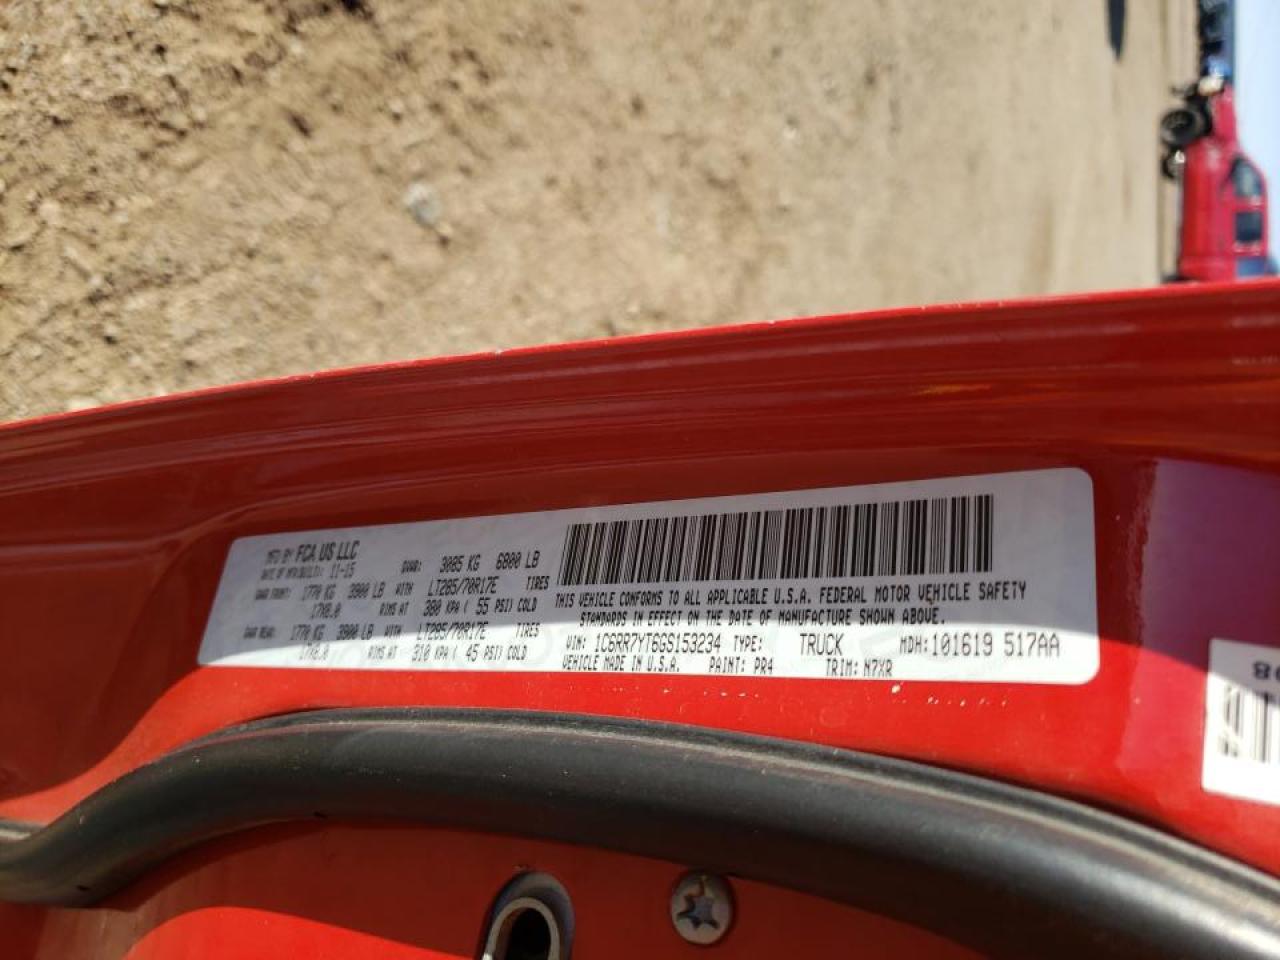 MFD BY FCA US LLC
DATE OF MFR(BUILT): 11-15
GVWR: 3085 KG 6800 LB
GAWR FRONT: 1770 KG 3900 LB WITH LT285/70R17E TIRES
17X8.0 RIMS AT 380 KPA ( 55 PSI) COLD
GAWR REAR: 1770 KG 3900 LB WITH LT285/70R17E TIRES
17X8.0 RIMS AT 310 KPA ( 45 PSI) COLD
THIS VEHICLE CONFORMS TO ALL APPLICABLE U.S.A. FEDERAL MOTOR VEHICLE SAFETY
STANDARDS IN EFFECT ON THE DATE OF MANUFACTURE SHOWN ABOVE.
VIN: 1C6RR7YT6GS153234 TYPE: TRUCK MDH:101619 517AA
VEHICLE MADE IN U.S.A. PAINT: PR4 TRIM: N7XR